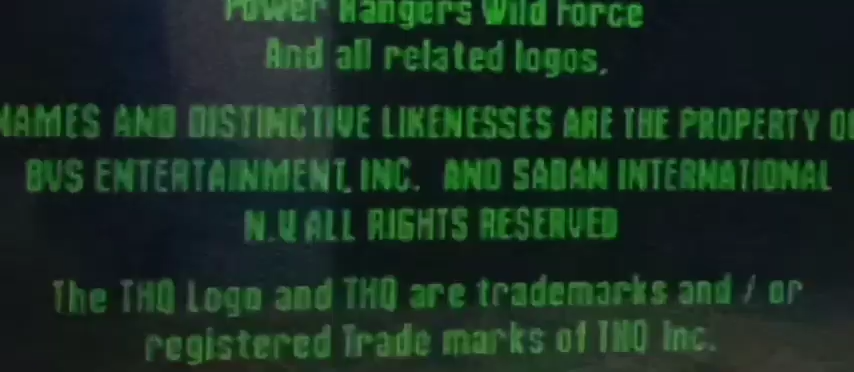 Power Rangers Wild Force
And all related logos.
NAMES AND DISTINCTIVE LIKENESSES ARE THE PROPERTY OF
BVS ENTERTAINMENT, INC. AND SABAN INTERNATIONAL
N.V ALL RIGHTS RESERVED
The THQ Logo and THQ are trademarks and / or
registered Trade marks of THQ Inc.